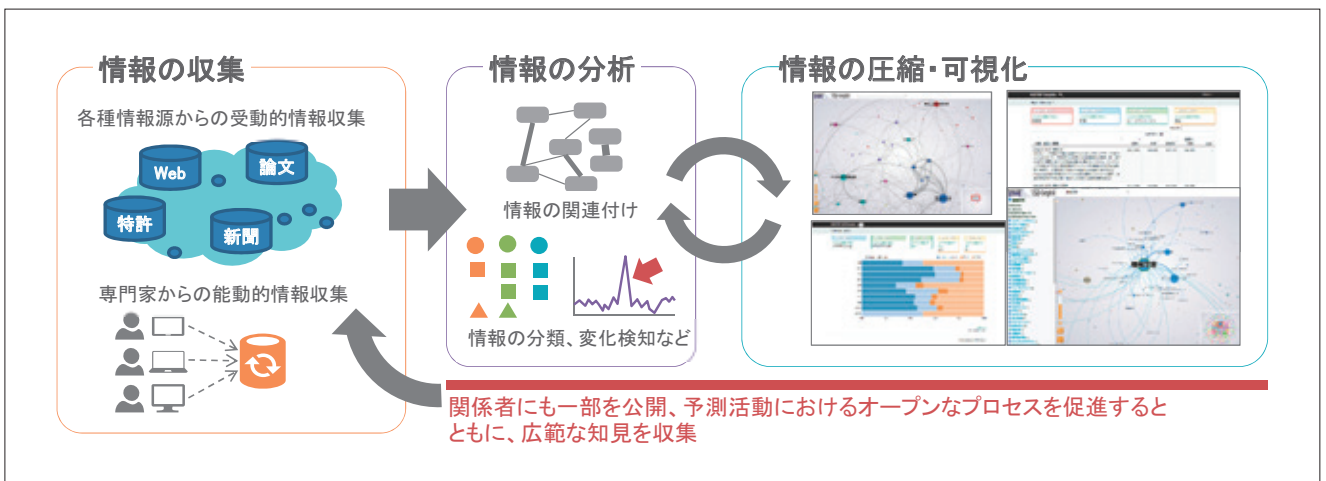 情報の収集
各種情報源からの受動的情報収集
Web
論文
特許
新聞
専門家からの能動的情報収集
情報の分析
情報の関連付け
情報の分類、変化検知など
情報の圧縮・可視化
関係者にも一部を公開、予測活動におけるオープンなプロセスを促進すると
ともに、広範な知見を収集